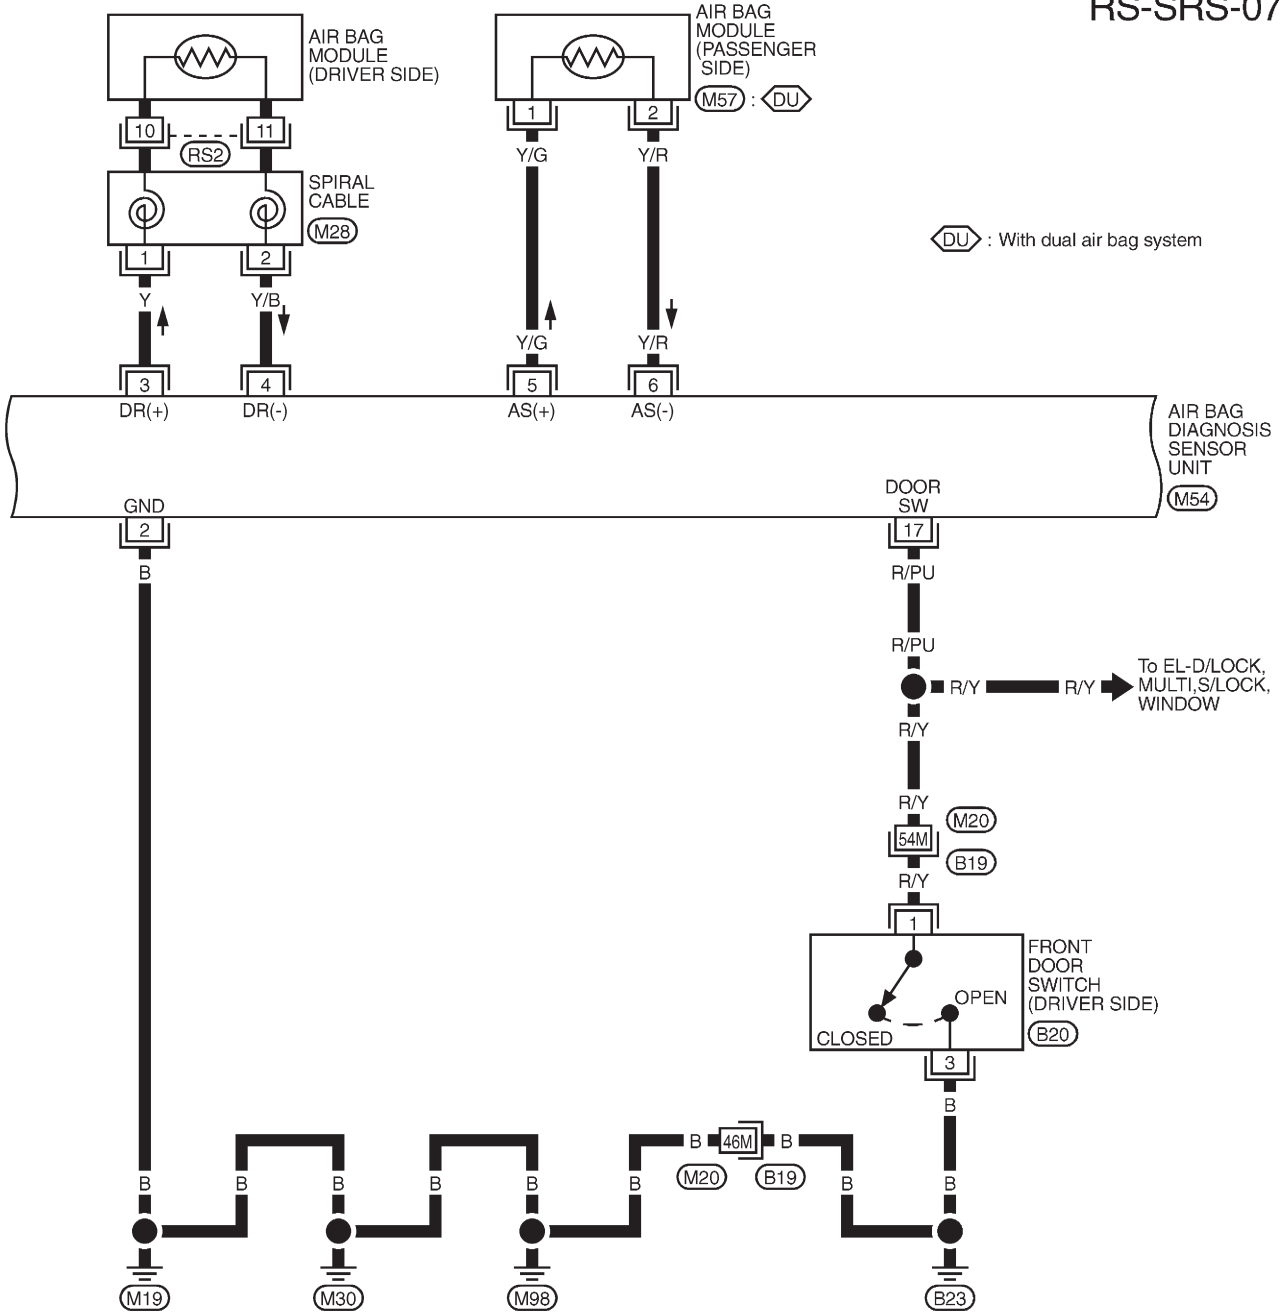 RS-SRS-07
AIR BAG
MODULE
(DRIVER SIDE)
AIR BAG
MODULE
(PASSENGER
SIDE)
M57 : DU
1 2
10 11
RS2
Y/G Y/R
SPIRAL
CABLE
M28
DU : With dual air bag system
1 2
Y Y/B
Y/G Y/R
3 4 5 6
DR(+) DR(-) AS(+) AS(-)
AIR BAG
DIAGNOSIS
SENSOR
UNIT
M54
GND
DOOR
SW
2 17
B R/PU
R/PU
To EL-D/LOCK,
MULTI,S/LOCK,
WINDOW
R/Y R/Y
R/Y
R/Y
M20
54M
B19
R/Y
1
FRONT
DOOR
SWITCH
(DRIVER SIDE)
B20
OPEN
CLOSED
3
B
B 46M B
M20 B19
B B B B B B B B
M19 M30 M98 B23